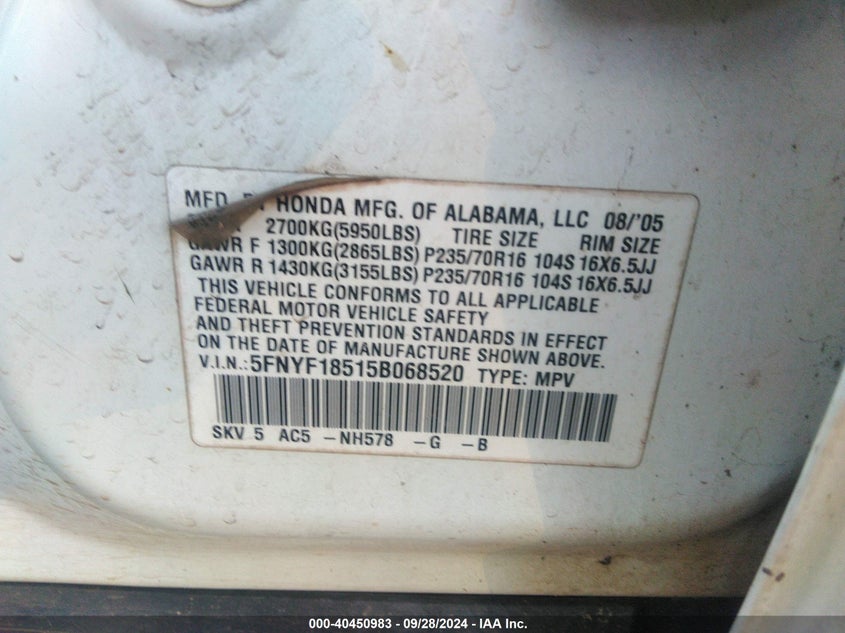 MFD. BY HONDA MFG. OF ALABAMA, LLC 08/'05
2700KG(5950LBS) TIRE SIZE RIM SIZE
GAWR F 1300KG(2865LBS) P235/70R16 104S 16X6.5JJ
GAWR R 1430KG(3155LBS) P235/70R16 104S 16X6.5JJ
THIS VEHICLE CONFORMS TO ALL APPLICABLE
FEDERAL MOTOR VEHICLE SAFETY
AND THEFT PREVENTION STANDARDS IN EFFECT
ON THE DATE OF MANUFACTURE SHOWN ABOVE.
V.I.N.: 5FNYF18515B068520 TYPE: MPV
SKV 5 AC5 -NH578 -G -B
000-40450983 / 09/28/2024 - IAA Inc.